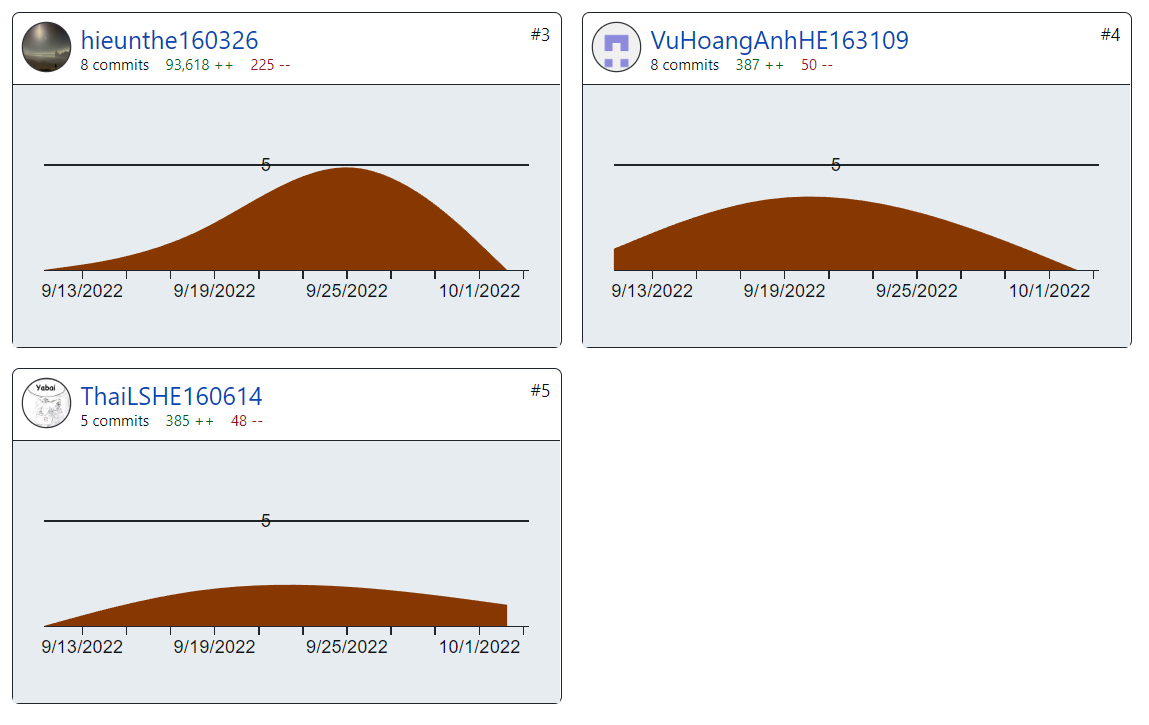 hieunthe160326
#3
8 commits 93,618 ++ 225 --
5
9/13/2022 9/19/2022 9/25/2022 10/1/2022
VuHoangAnhHE163109
#4
8 commits 387 ++ 50 --
5
9/13/2022 9/19/2022 9/25/2022 10/1/2022
Yabai
ThaiLSHE160614
#5
5 commits 385 ++ 48 --
5
9/13/2022 9/19/2022 9/25/2022 10/1/2022